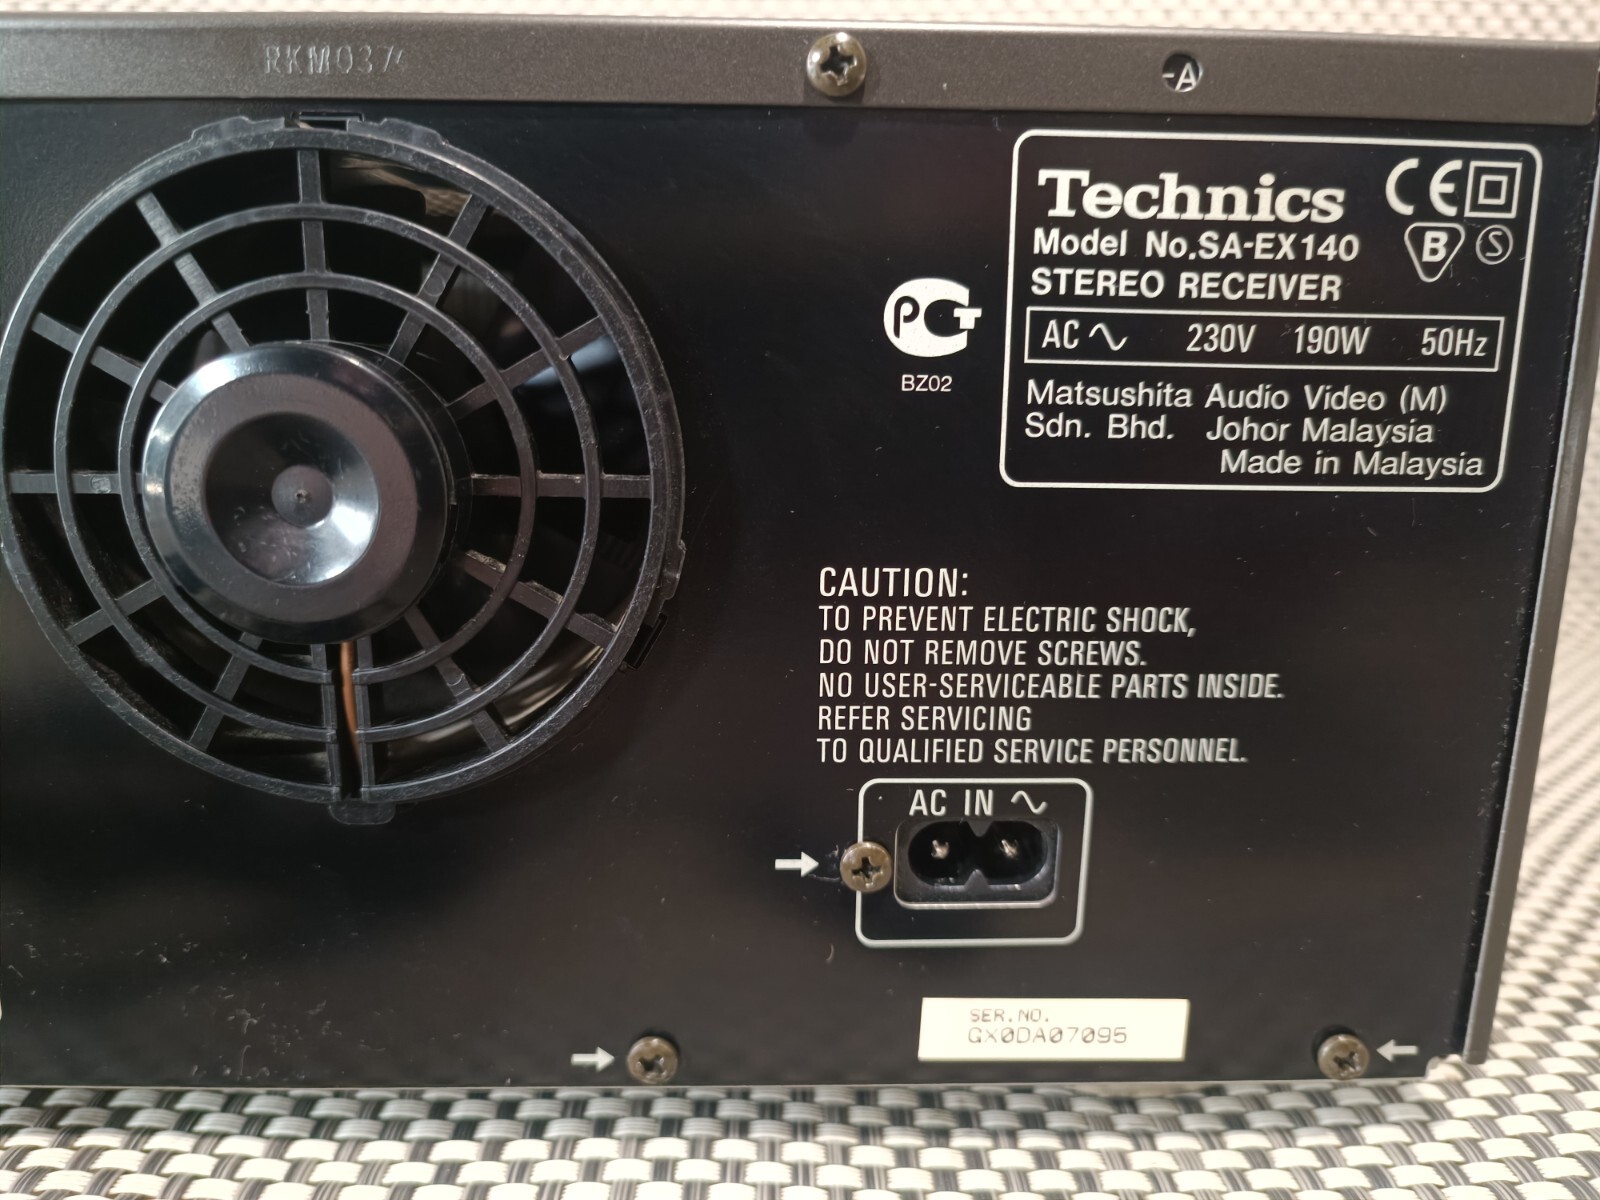 RKM037
-A
Technics
CE
Model No.SA-EX140
B
S
STEREO RECEIVER
AC 230V 190W 50Hz
Matsushita Audio Video (M)
Sdn. Bhd. Johor Malaysia
Made in Malaysia
PCT
BZ02
CAUTION:
TO PREVENT ELECTRIC SHOCK,
DO NOT REMOVE SCREWS.
NO USER-SERVICEABLE PARTS INSIDE.
REFER SERVICING
TO QUALIFIED SERVICE PERSONNEL.
AC IN
SER.NO.
GX0DA07095